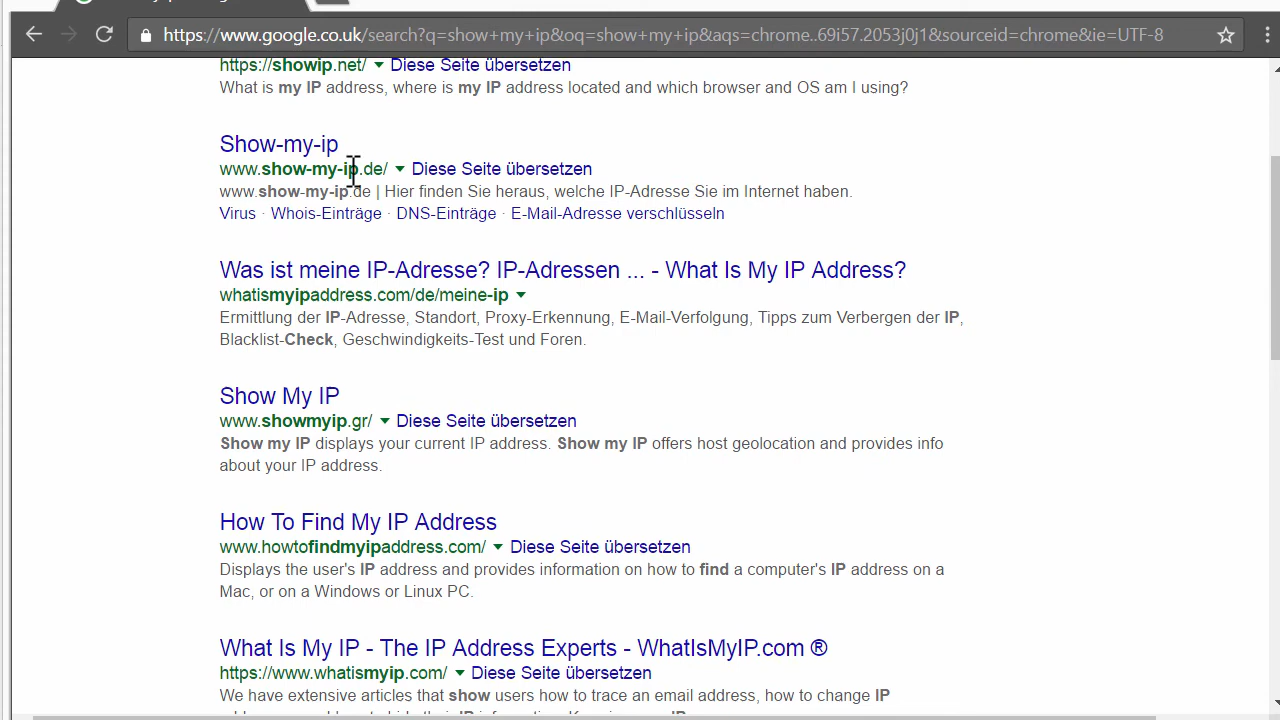 https://www.google.co.uk/search?q=show+my+ip&oq=show+my+ip&aqs=chrome..69i57.2053j0j1&sourceid=chrome&ie=UTF-8
https://showip.net/ ▼ Diese Seite übersetzen
What is my IP address, where is my IP address located and which browser and OS am I using?
Show-my-ip
www.show-my-ip.de/ ▼ Diese Seite übersetzen
www.show-my-ip.de | Hier finden Sie heraus, welche IP-Adresse Sie im Internet haben.
Virus · Whois-Einträge · DNS-Einträge · E-Mail-Adresse verschlüsseln
Was ist meine IP-Adresse? IP-Adressen ... - What Is My IP Address?
whatismyipaddress.com/de/meine-ip ▼
Ermittlung der IP-Adresse, Standort, Proxy-Erkennung, E-Mail-Verfolgung, Tipps zum Verbergen der IP,
Blacklist-Check, Geschwindigkeits-Test und Foren.
Show My IP
www.showmyip.gr/ ▼ Diese Seite übersetzen
Show my IP displays your current IP address. Show my IP offers host geolocation and provides info
about your IP address.
How To Find My IP Address
www.howtofindmyipaddress.com/ ▼ Diese Seite übersetzen
Displays the user's IP address and provides information on how to find a computer's IP address on a
Mac, or on a Windows or Linux PC.
What Is My IP - The IP Address Experts - WhatIsMyIP.com ®
https://www.whatismyip.com/ ▼ Diese Seite übersetzen
We have extensive articles that show users how to trace an email address, how to change IP